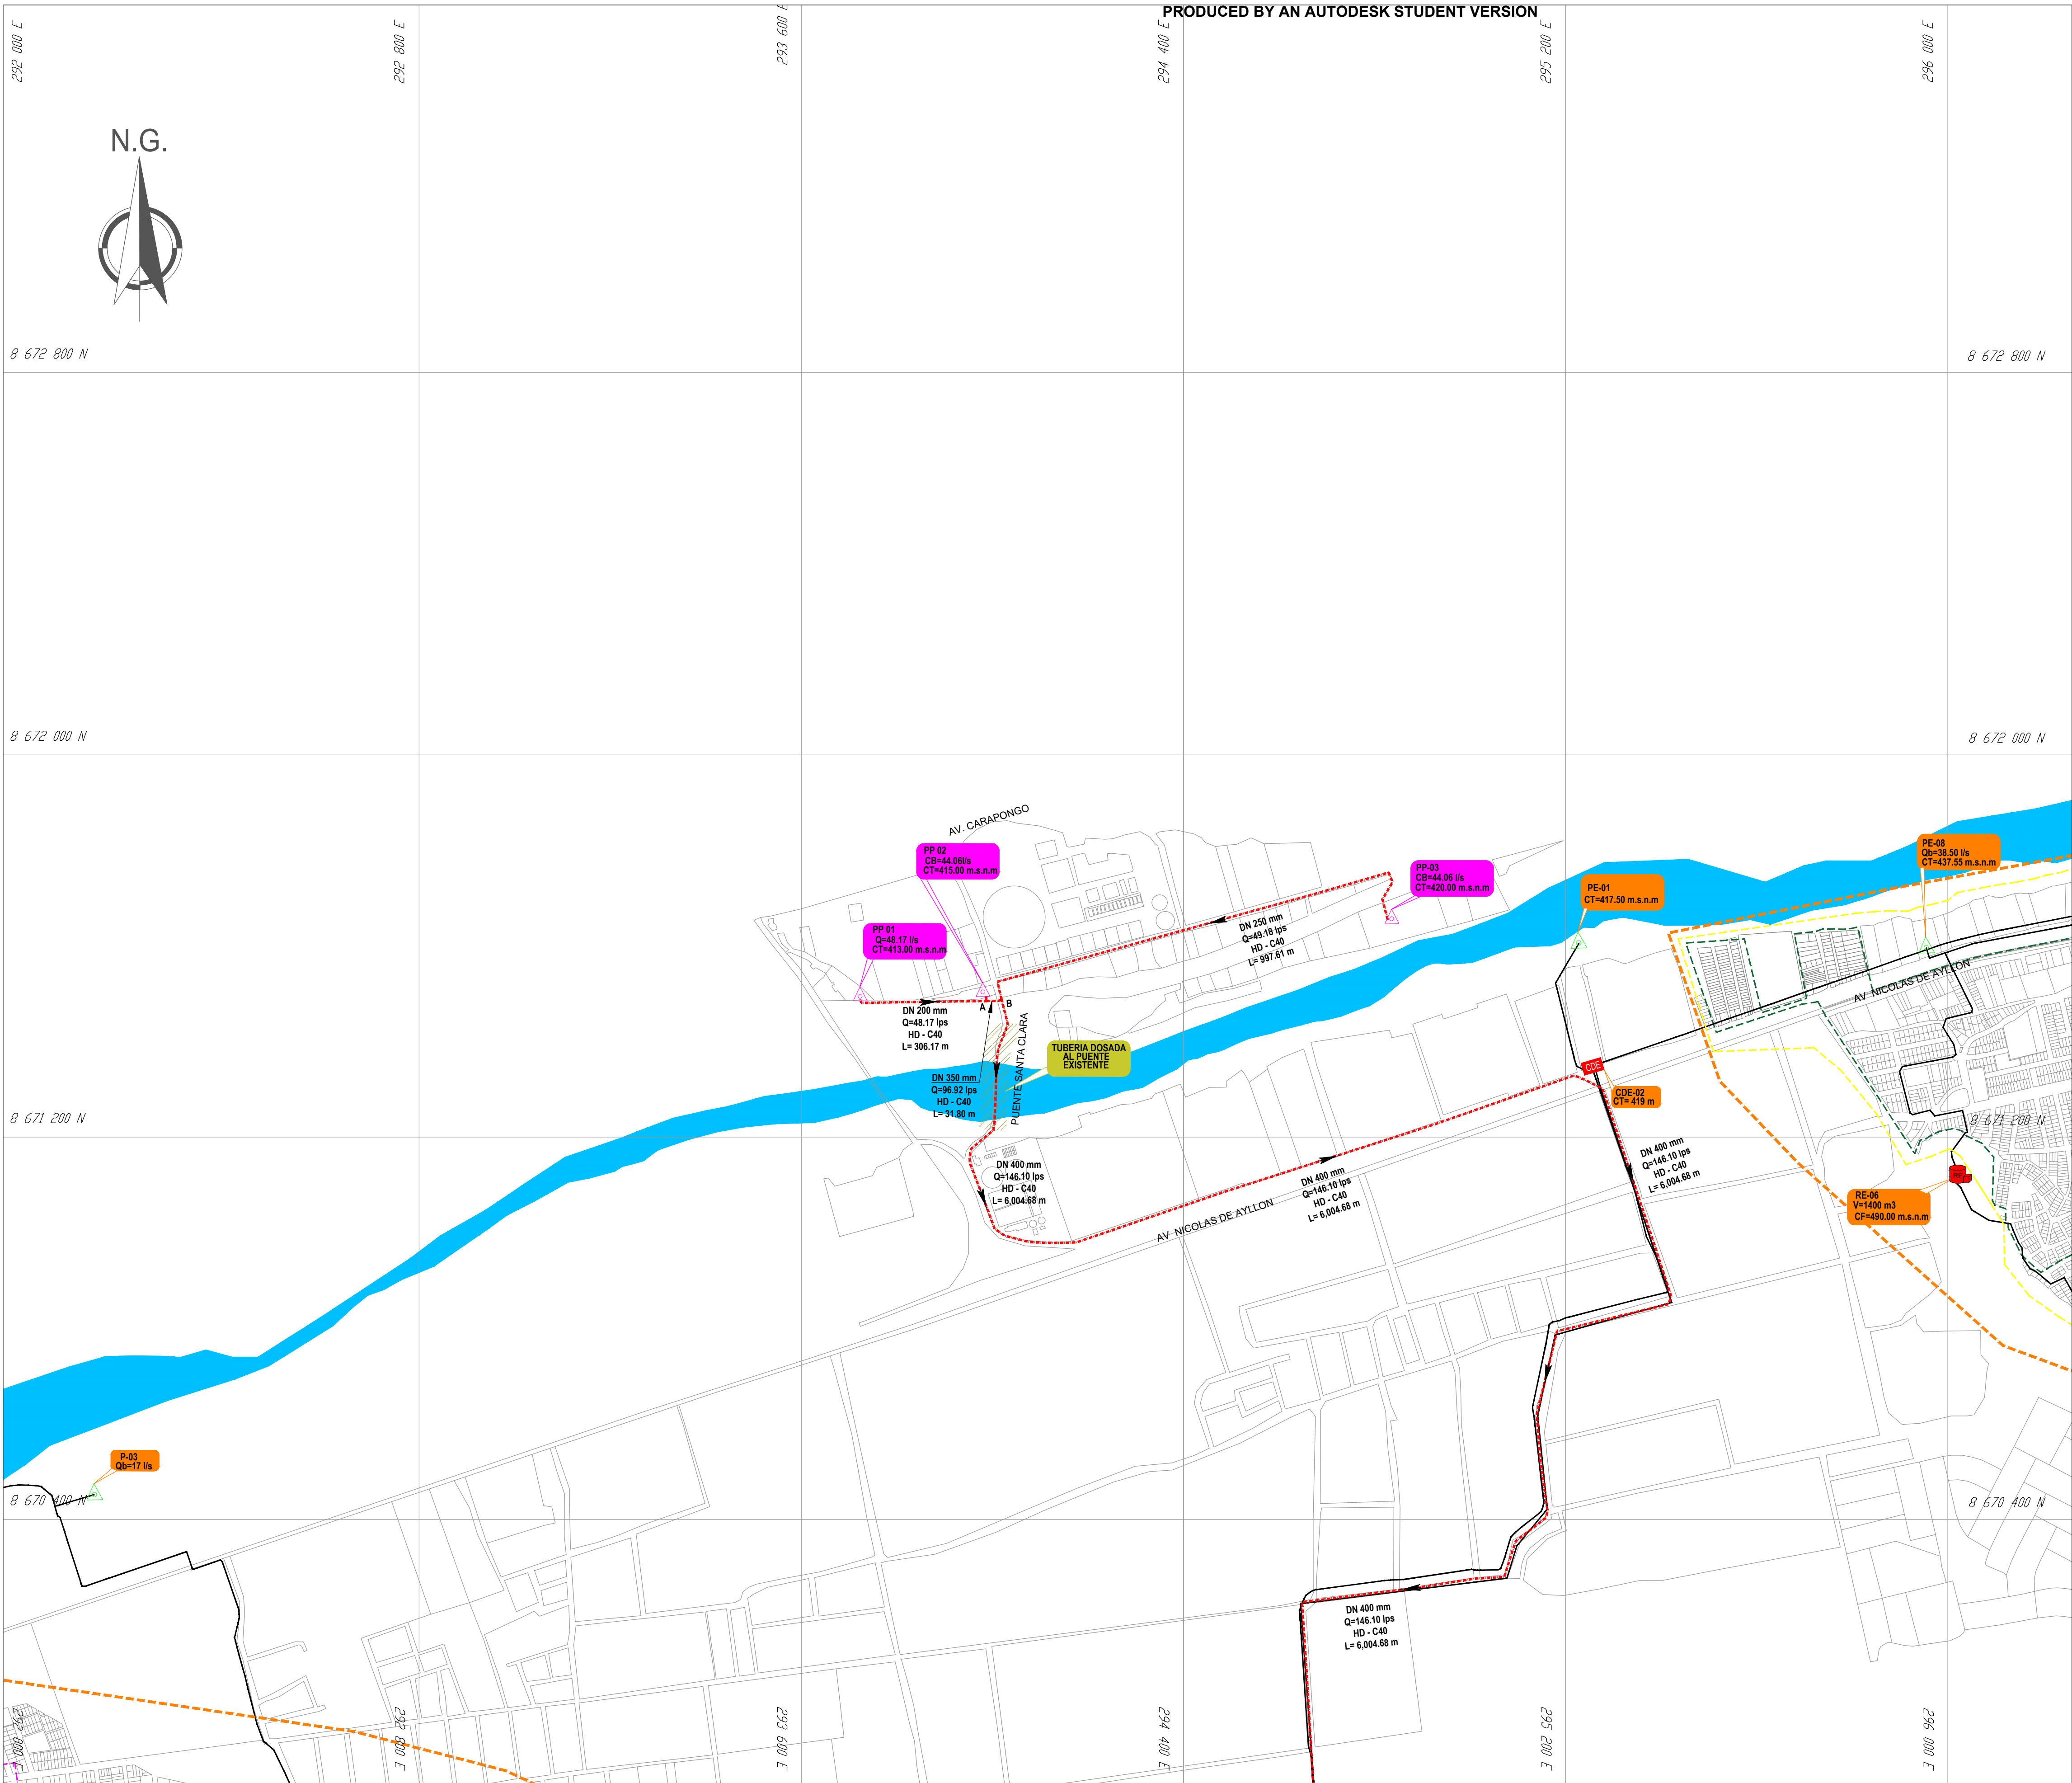 PRODUCED BY AN AUTODESK STUDENT VERSION
292 000 E
292 800 E
293 600 E
294 400 E
295 200 E
296 000 E
N.G.
8 672 800 N
8 672 800 N
8 672 000 N
8 672 000 N
AV. CARAPONGO
PP 02
CB=44.06l/s
CT=415.00 m.s.n.m
PP-03
CB=44.06 l/s
CT=420.00 m.s.n.m
PE-01
CT=417.50 m.s.n.m
PE-08
Qb=38.50 l/s
CT=437.55 m.s.n.m
PP 01
Q=48.17 l/s
CT=413.00 m.s.n.m
DN 250 mm
Q=49.18 lps
HD - C40
L= 997.61 m
AV NICOLAS DE AYLLON
A
B
DN 200 mm
Q=48.17 lps
HD - C40
L= 306.17 m
PUENTE SANTA CLARA
TUBERIA DOSADA
AL PUENTE
EXISTENTE
DN 350 mm
Q=96.92 lps
HD - C40
L= 31.80 m
CDE
CDE-02
CT= 419 m
8 671 200 N
8 671 200 N
DN 400 mm
Q=146.10 lps
HD - C40
L= 6,004.68 m
DN 400 mm
Q=146.10 lps
HD - C40
L= 6,004.68 m
DN 400 mm
Q=146.10 lps
HD - C40
L= 6,004.68 m
AV NICOLAS DE AYLLON
RE-06
V=1400 m3
CF=490.00 m.s.n.m
P-03
Qb=17 l/s
8 670 400 N
8 670 400 N
DN 400 mm
Q=146.10 lps
HD - C40
L= 6,004.68 m
292 000 E
292 800 E
293 600 E
294 400 E
295 200 E
296 000 E